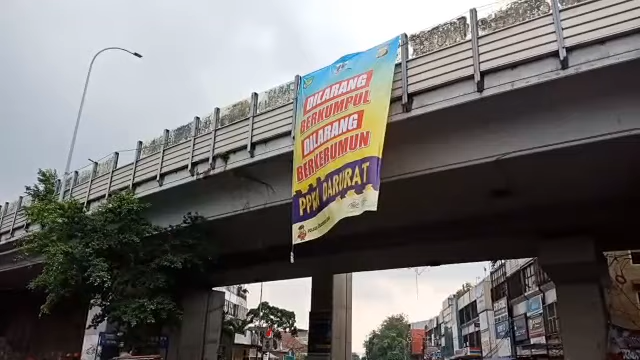 DILARANG
BERKUMPUL
DILARANG
BERKERUMUN
PPKM DARURAT